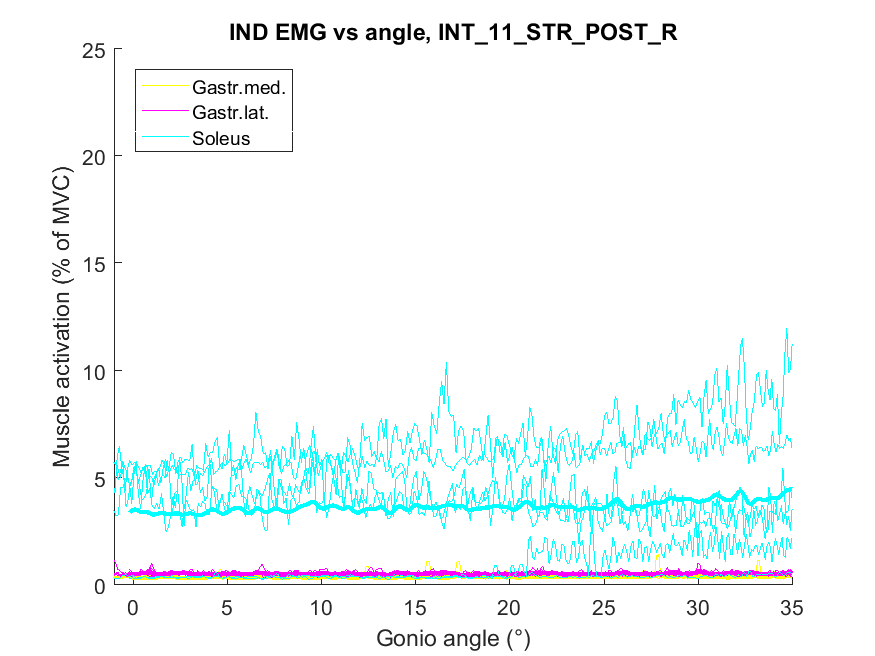 IND EMG vs angle, INT_11_STR_POST_R
25
20
15
10
5
0
Muscle activation (% of MVC)
Gastr.med.
Gastr.lat.
Soleus
0 5 10 15 20 25 30 35
Gonio angle (°)